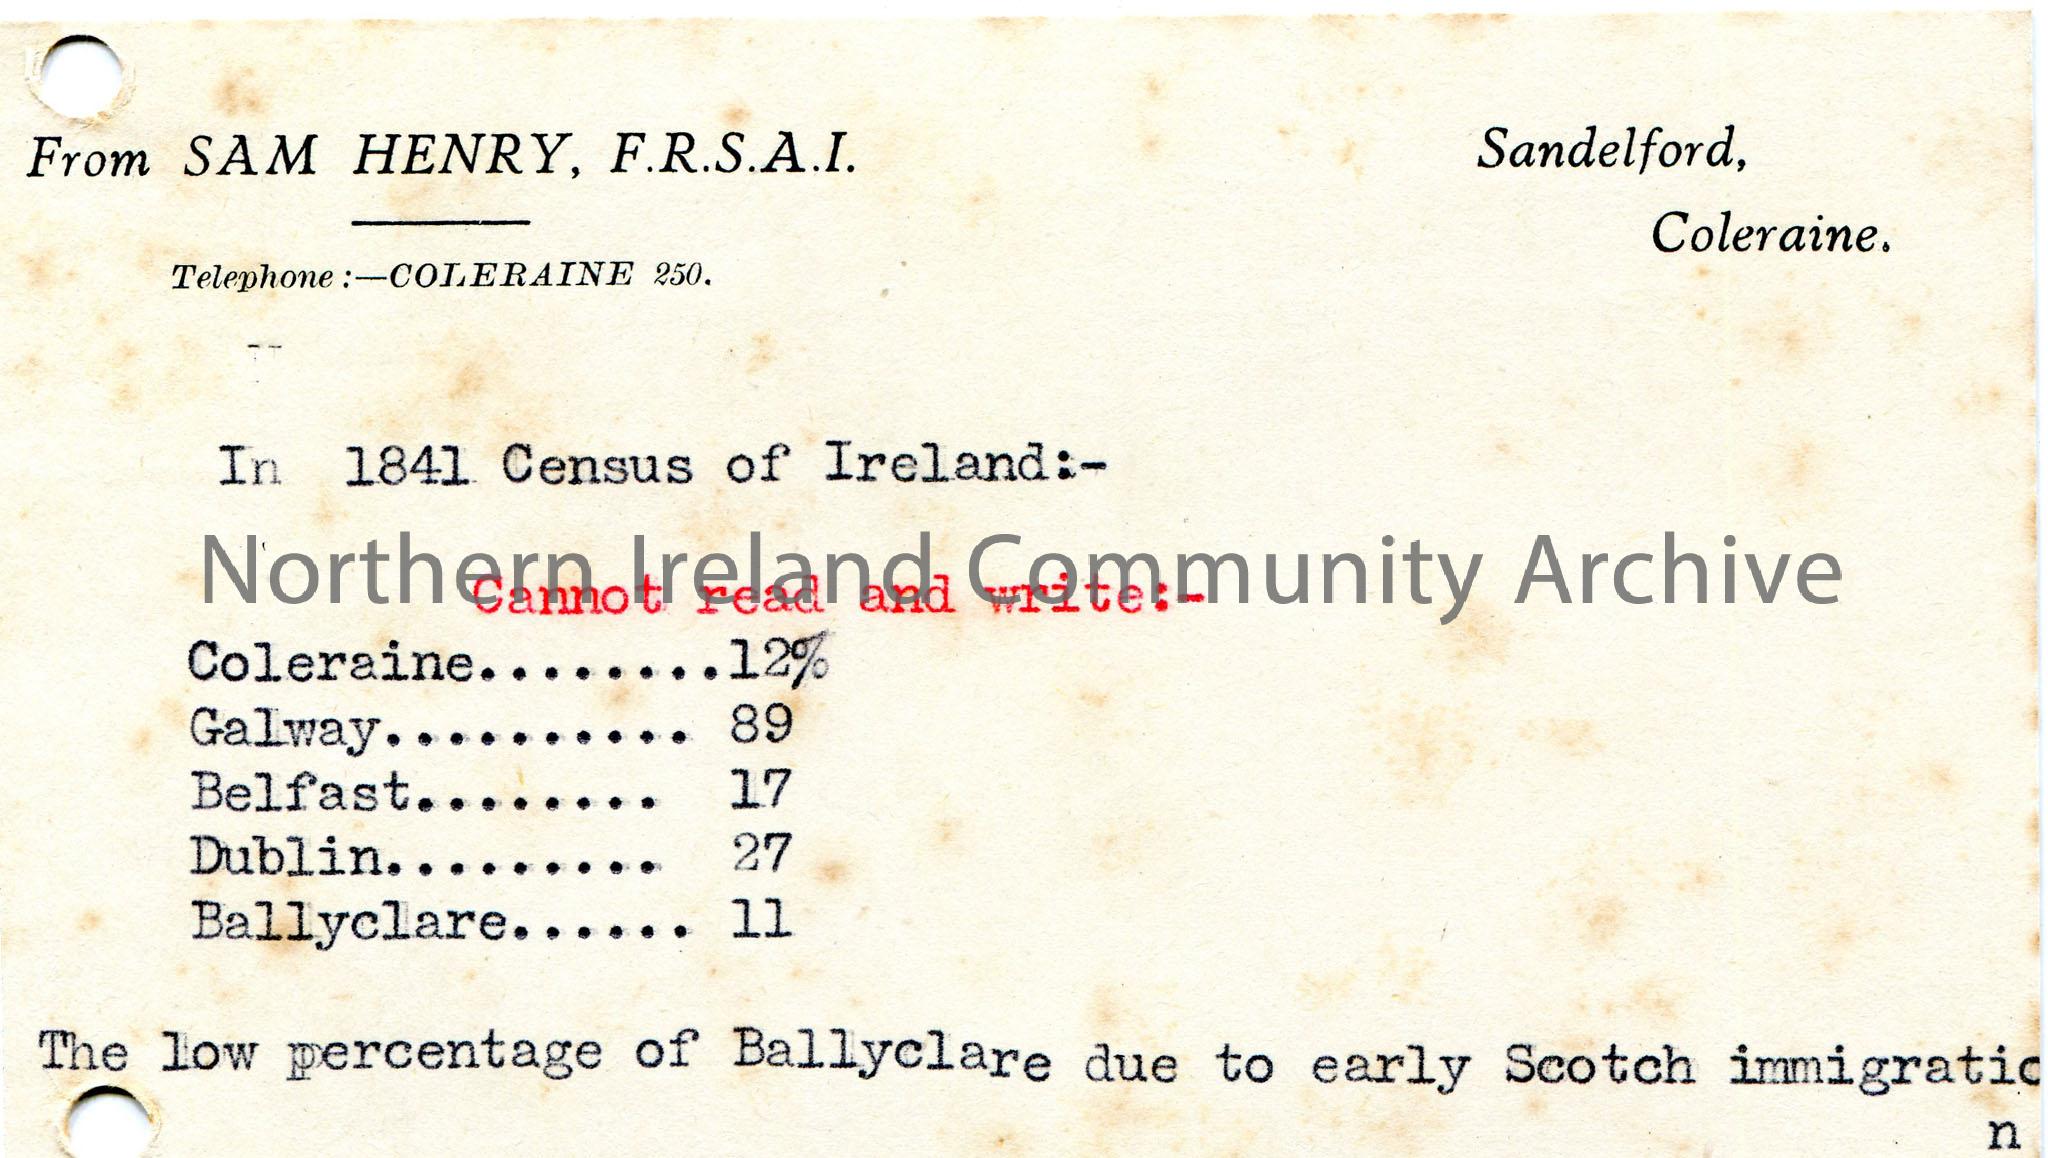 From SAM HENRY, F.R.S.A.I.
Sandelford,
Coleraine.
Telephone:—COLERAINE 250.
In 1841 Census of Ireland:-
Northern Ireland Community Archive
Cannot read and write:-
Coleraine........12%
Galway.......... 89
Belfast........ 17
Dublin......... 27
Ballyclare...... 11
The low percentage of Ballyclare due to early Scotch immigratio
n